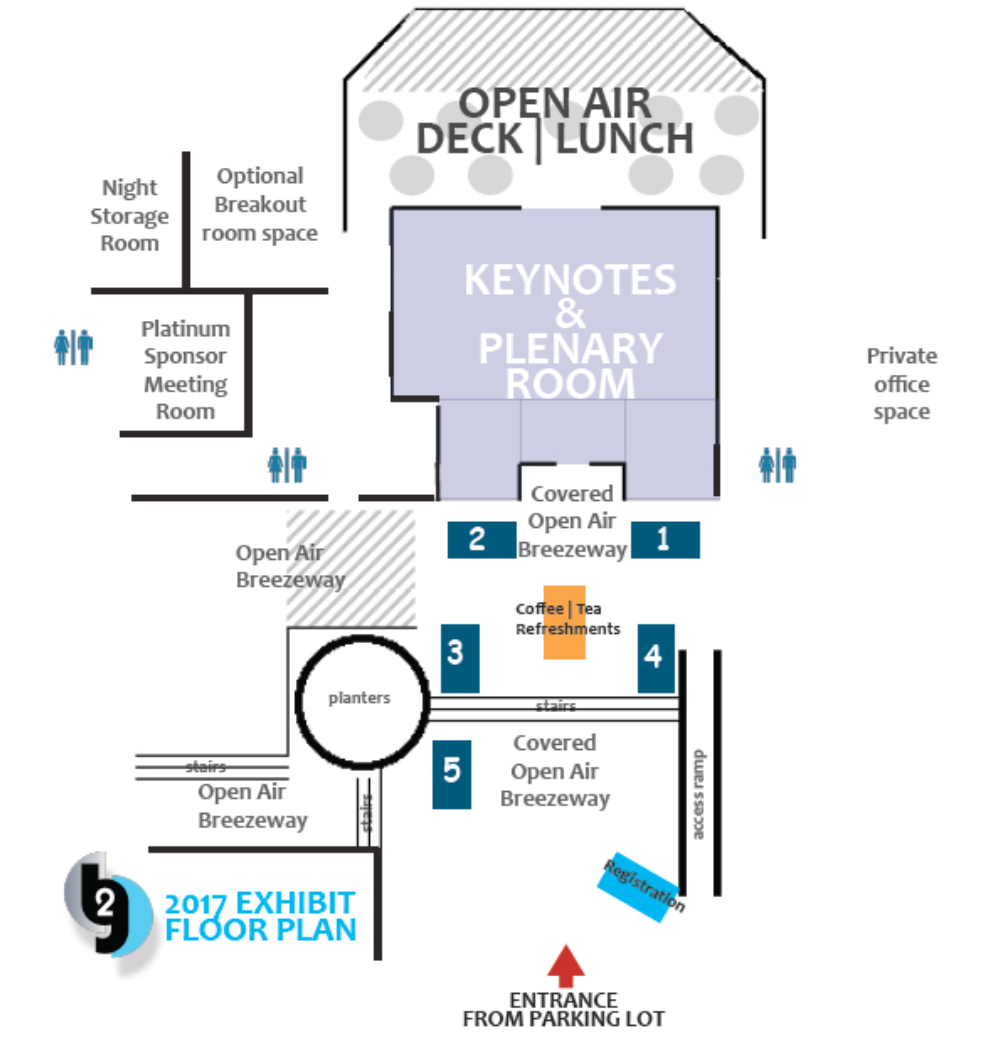 OPEN AIR
DECK | LUNCH
Night
Storage
Room
Optional
Breakout
room space
KEYNOTES
&
PLENARY
ROOM
Platinum
Sponsor
Meeting
Room
Private
office
space
Covered
Open Air
Breezeway
2
1
Open Air
Breezeway
Coffee | Tea
Refreshments
3
4
planters
stairs
Covered
Open Air
Breezeway
5
stairs
Open Air
Breezeway
stairs
access ramp
Registration
b2g
2017 EXHIBIT
FLOOR PLAN
ENTRANCE
FROM PARKING LOT